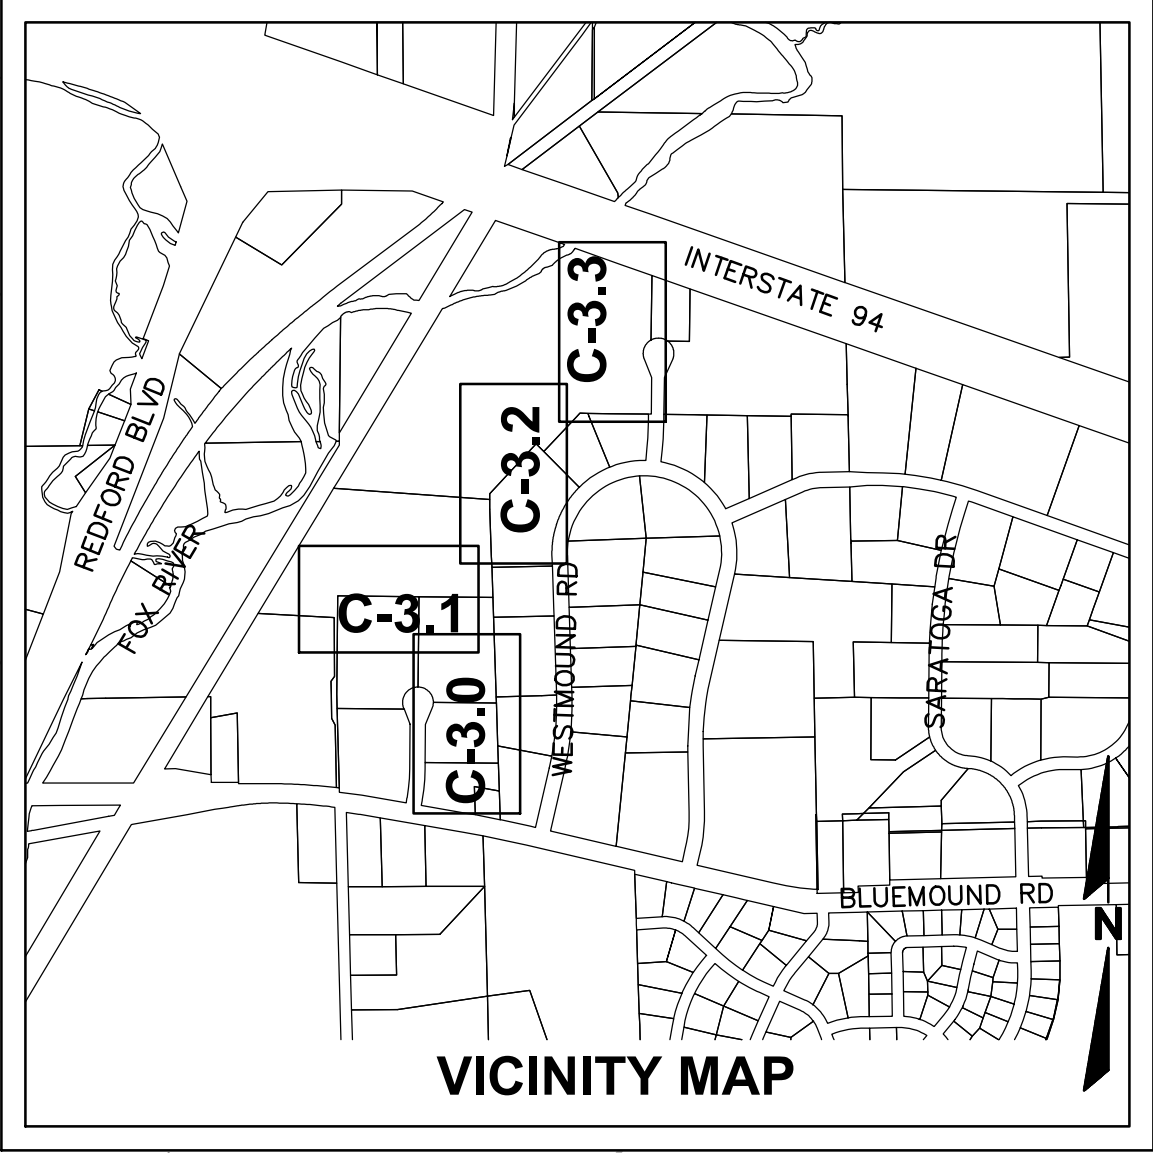 C-3.3
INTERSTATE 94
REDFORD BLVD
C-3.2
FOX RIVER
C-3.1
WESTMOUND RD
SARATOGA DR
C-3.0
BLUEMOUND RD
N
VICINITY MAP